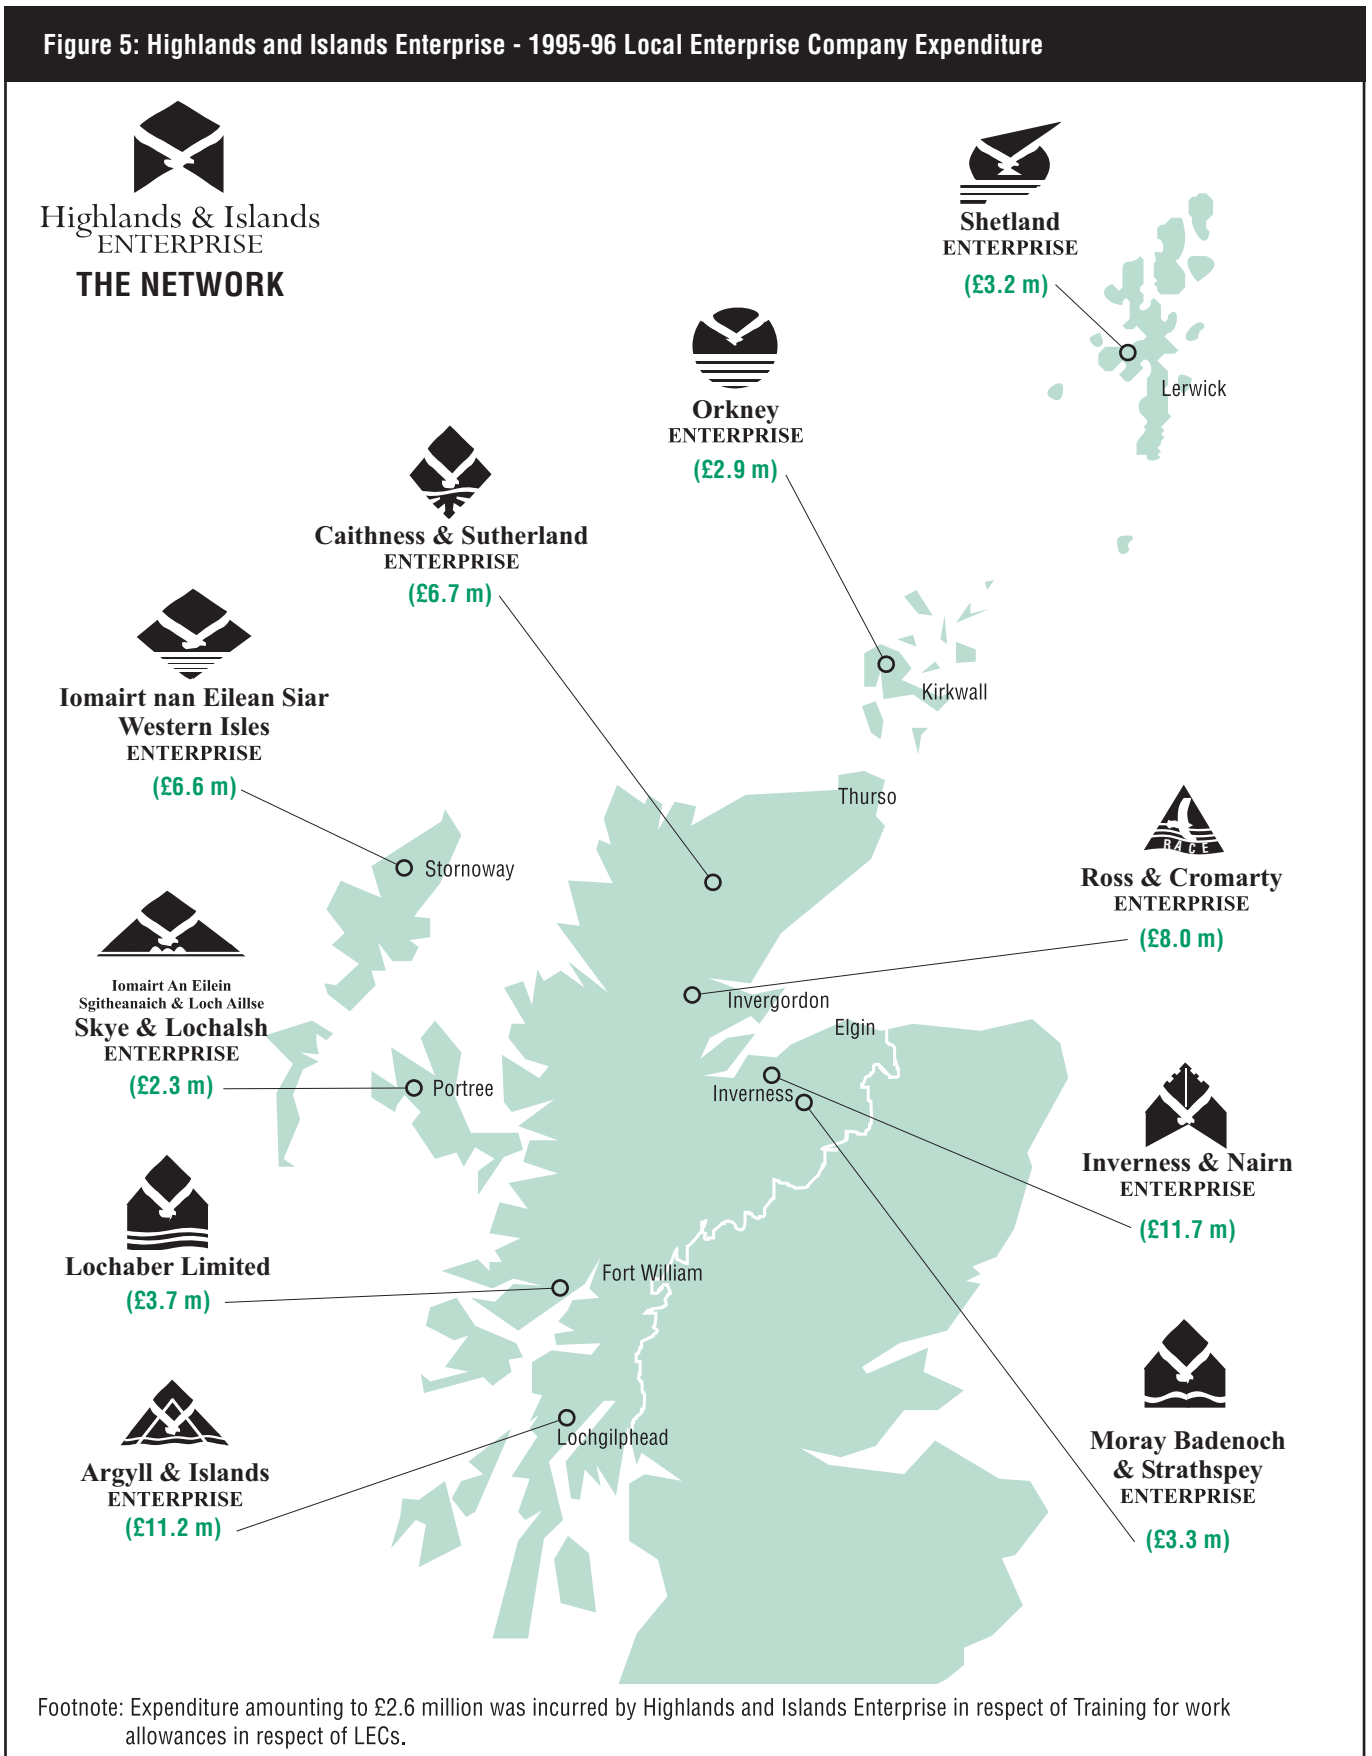 Figure 5: Highlands and Islands Enterprise - 1995-96 Local Enterprise Company Expenditure
Highlands & Islands
ENTERPRISE
THE NETWORK
Shetland
ENTERPRISE
(£3.2 m)
Lerwick
Orkney
ENTERPRISE
(£2.9 m)
Caithness & Sutherland
ENTERPRISE
(£6.7 m)
Iomairt nan Eilean Siar
Western Isles
ENTERPRISE
(£6.6 m)
Kirkwall
Thurso
Stornoway
RACE
Ross & Cromarty
ENTERPRISE
(£8.0 m)
Iomairt An Eilein
Sgitheanaich & Loch Aillse
Skye & Lochalsh
ENTERPRISE
(£2.3 m)
Invergordon
Elgin
Portree
Inverness
Inverness & Nairn
ENTERPRISE
(£11.7 m)
Lochaber Limited
(£3.7 m)
Fort William
Lochgilphead
Argyll & Islands
ENTERPRISE
(£11.2 m)
Moray Badenoch
& Strathspey
ENTERPRISE
(£3.3 m)
Footnote: Expenditure amounting to £2.6 million was incurred by Highlands and Islands Enterprise in respect of Training for work
allowances in respect of LECs.